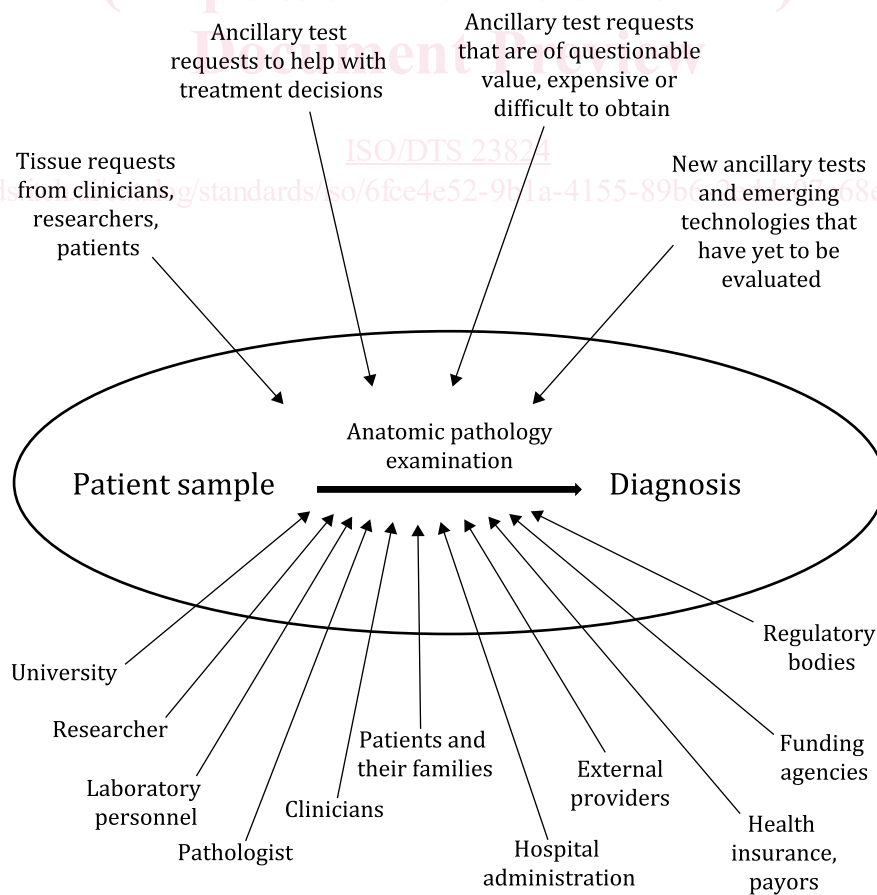 Document Preview
ISO/DTS 23824
Ancillary test
requests to help with
treatment decisions
Ancillary test requests
that are of questionable
value, expensive or
difficult to obtain
Tissue requests
from clinicians,
researchers,
patients
New ancillary tests
and emerging
technologies that
have yet to be
evaluated
Anatomic pathology
examination
Patient sample
Diagnosis
University
Researcher
Laboratory
personnel
Pathologist
Clinicians
Patients and
their families
Hospital
administration
External
providers
Health
insurance,
payors
Funding
agencies
Regulatory
bodies